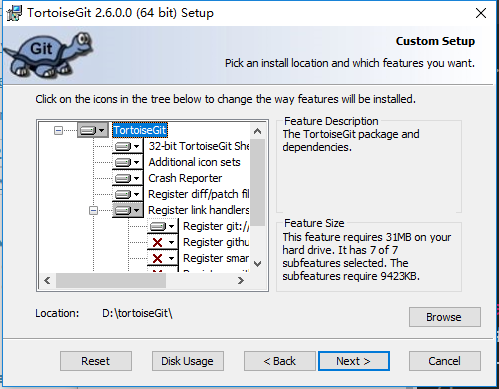 TortoiseGit 2.6.0.0 (64 bit) Setup
Git
Custom Setup
Pick an install location and which features you want.
Click on the icons in the tree below to change the way features will be installed.
TortoiseGit
32-bit TortoiseGit She
Additional icon sets
Crash Reporter
Register diff/patch fil
Register link handlers
Register git://
Register githu
Register smar
Feature Description
The TortoiseGit package and
dependencies.
Feature Size
This feature requires 31MB on your
hard drive. It has 7 of 7
subfeatures selected. The
subfeatures require 9423KB.
Location: D:\tortoiseGit\
Browse
Reset Disk Usage < Back Next > Cancel